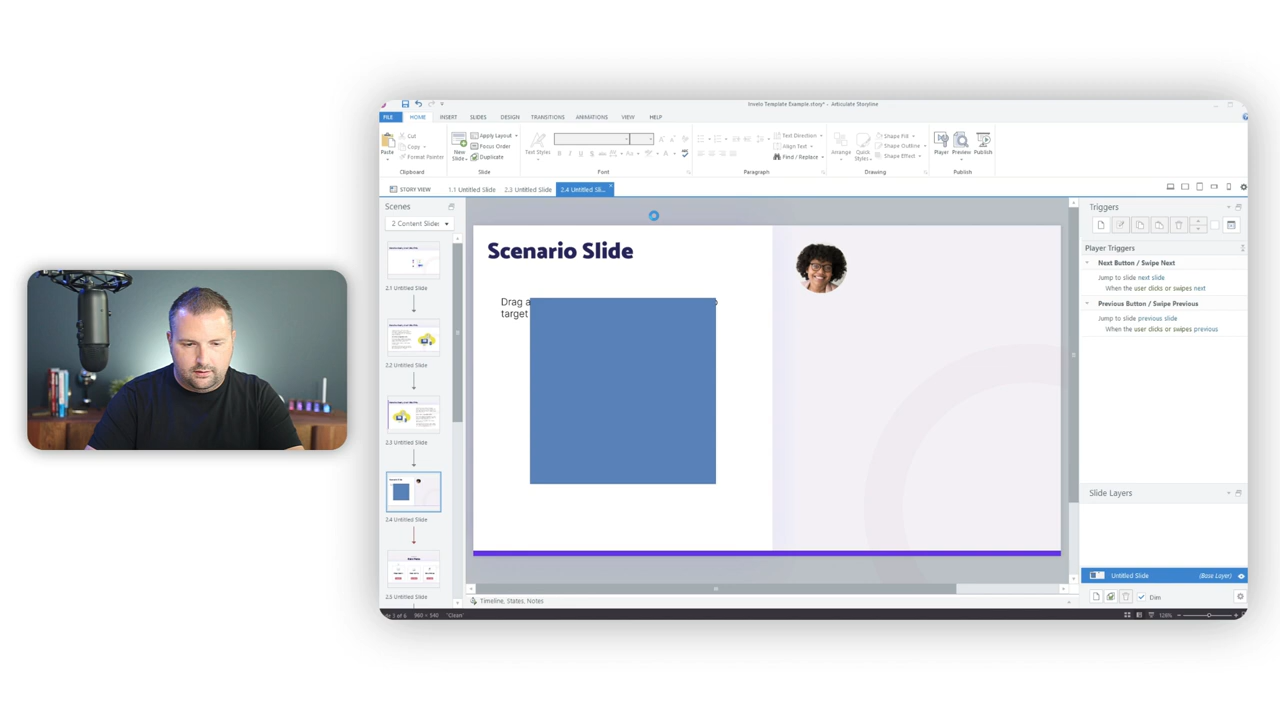 Invelo Template Example.story* - Articulate Storyline
FILE HOME INSERT SLIDES DESIGN TRANSITIONS ANIMATIONS VIEW HELP
Paste
Cut
Copy
Format Painter
Clipboard
New Slide
Apply Layout
Focus Order
Duplicate
Slide
Text Styles
Font
Text Direction
Align Text
Find / Replace
Paragraph
Arrange
Quick Styles
Shape Fill
Shape Outline
Shape Effect
Drawing
Player
Preview
Publish
Publish
STORY VIEW 1.1 Untitled Slide 2.3 Untitled Slide 2.4 Untitled Sli...
Scenes
2 Content Slide
2.1 Untitled Slide
2.2 Untitled Slide
2.3 Untitled Slide
2.4 Untitled Slide
2.5 Untitled Slide
Scenario Slide
Drag a
target
Triggers
Player Triggers
Next Button / Swipe Next
Jump to slide next slide
When the user clicks or swipes next
Previous Button / Swipe Previous
Jump to slide previous slide
When the user clicks or swipes previous
Slide Layers
Untitled Slide (Base Layer)
Dim
Timeline, States, Notes
960 × 540 "Clean"
126%